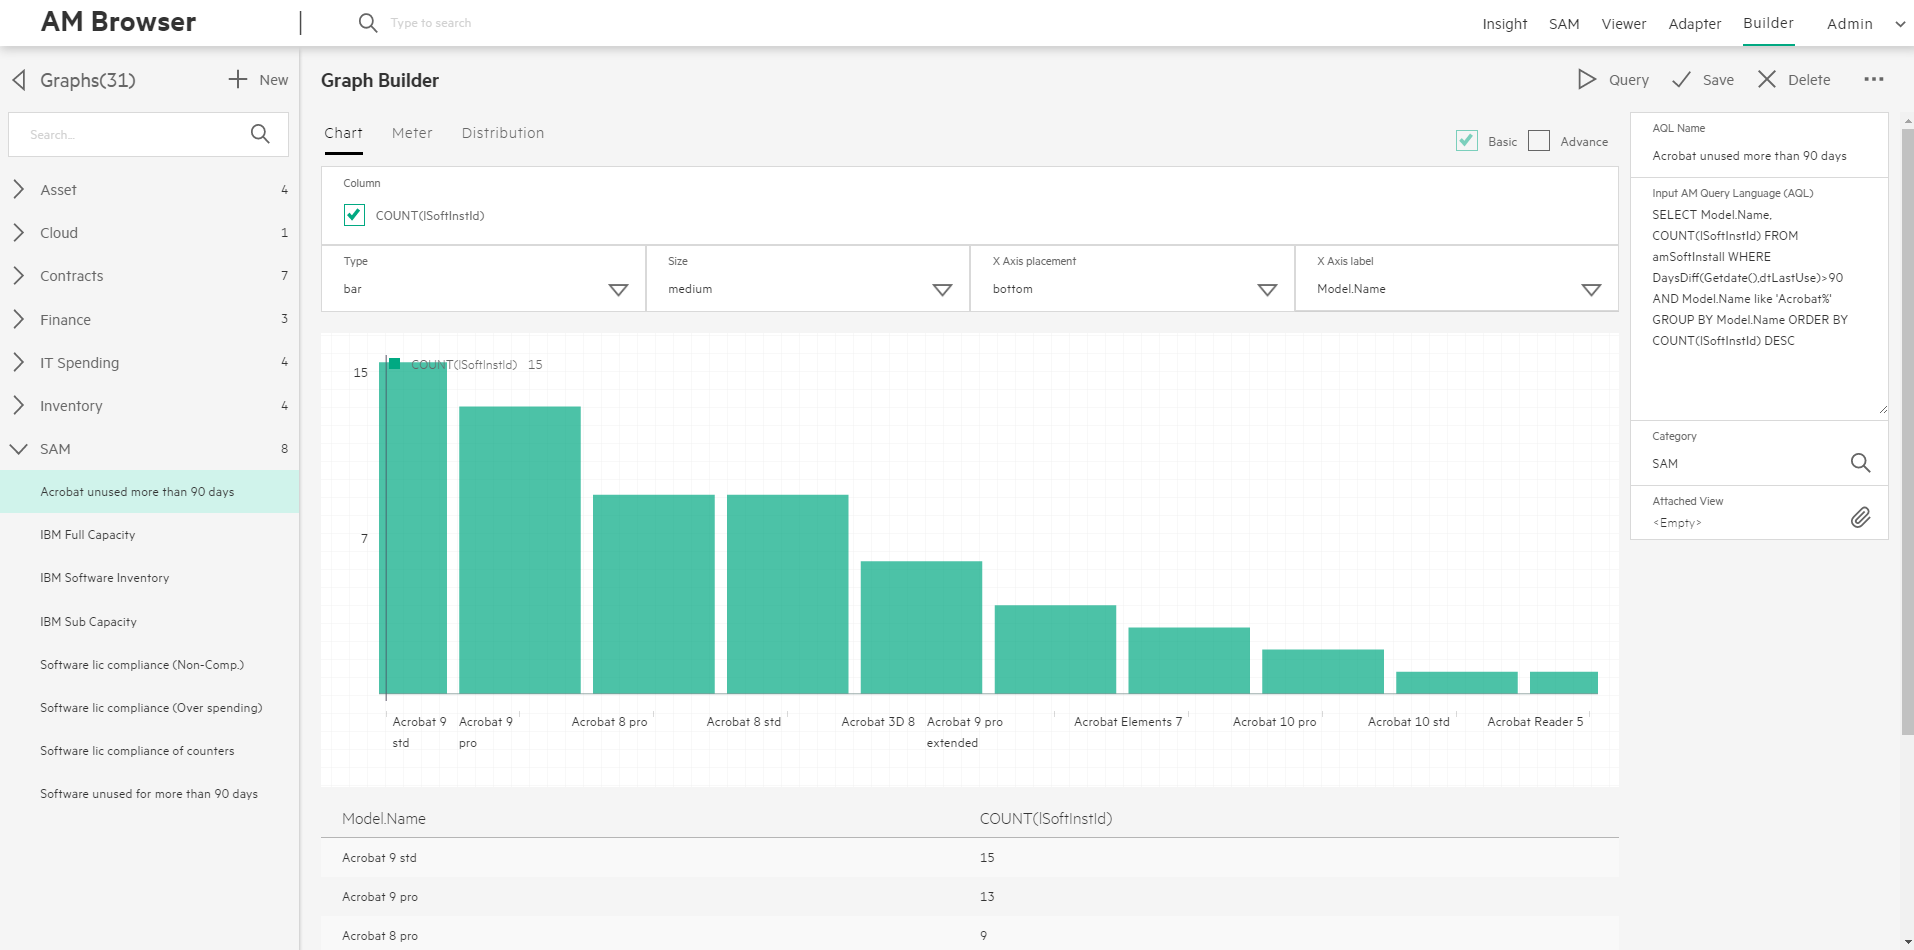 AM Browser
Type to search
Insight SAM Viewer Adapter Builder Admin
Graphs(31) New
Search...
Asset 4
Cloud 1
Contracts 7
Finance 3
IT Spending 4
Inventory 4
SAM 8
Acrobat unused more than 90 days
IBM Full Capacity
IBM Software Inventory
IBM Sub Capacity
Software lic compliance (Non-Comp.)
Software lic compliance (Over spending)
Software lic compliance of counters
Software unused for more than 90 days
Graph Builder
Query Save Delete
Chart Meter Distribution
Basic Advance
Column
COUNT(lSoftInstId)
Type Size X Axis placement X Axis label
bar medium bottom Model.Name
COUNT(lSoftInstId) 15
15
7
Acrobat 9 std
Acrobat 9 pro
Acrobat 8 pro
Acrobat 8 std
Acrobat 3D 8
Acrobat 9 pro extended
Acrobat Elements 7
Acrobat 10 pro
Acrobat 10 std
Acrobat Reader 5
Model.Name COUNT(lSoftInstId)
Acrobat 9 std 15
Acrobat 9 pro 13
Acrobat 8 pro 9
AQL Name
Acrobat unused more than 90 days
Input AM Query Language (AQL)
SELECT Model.Name,
COUNT(lSoftInstId) FROM
amSoftInstall WHERE
DaysDiff(Getdate(),dtLastUse)>90
AND Model.Name like 'Acrobat%'
GROUP BY Model.Name ORDER BY
COUNT(lSoftInstId) DESC
Category
SAM
Attached View
<Empty>